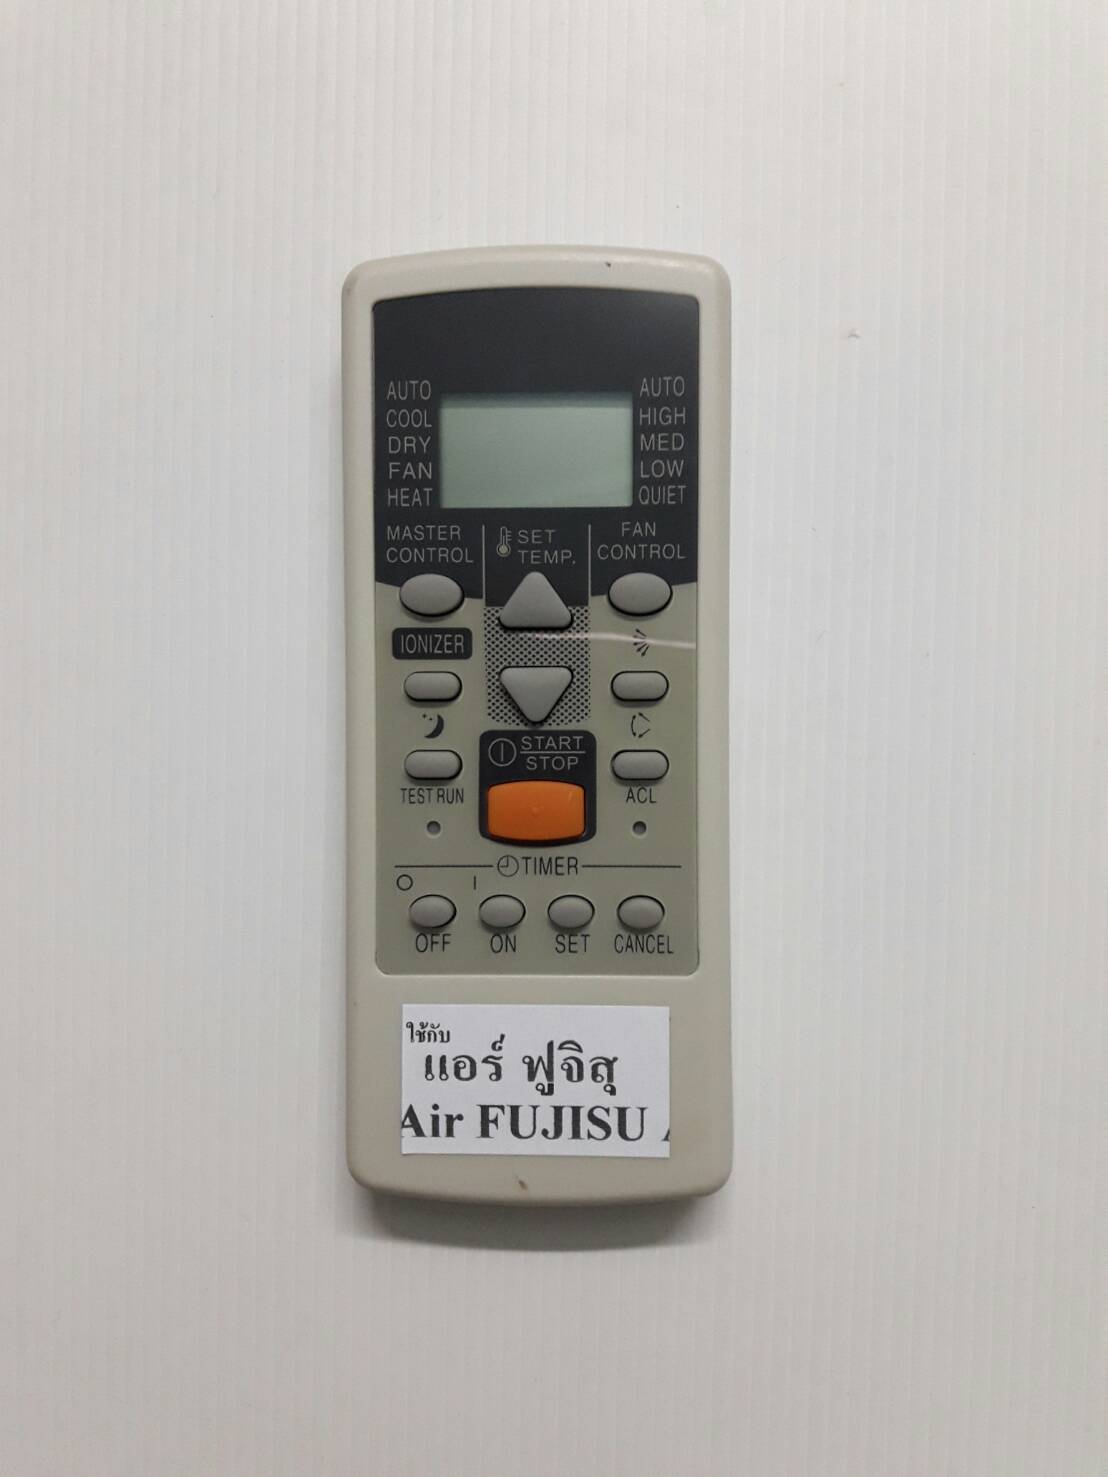 AUTO
COOL
DRY
FAN
HEAT
AUTO
HIGH
MED
LOW
QUIET
MASTER
CONTROL
SET
TEMP.
FAN
CONTROL
IONIZER
START
STOP
TEST RUN
ACL
TIMER
OFF
ON
SET
CANCEL
ใช้กับ
แอร์ ฟูจิสุ
Air FUJISU